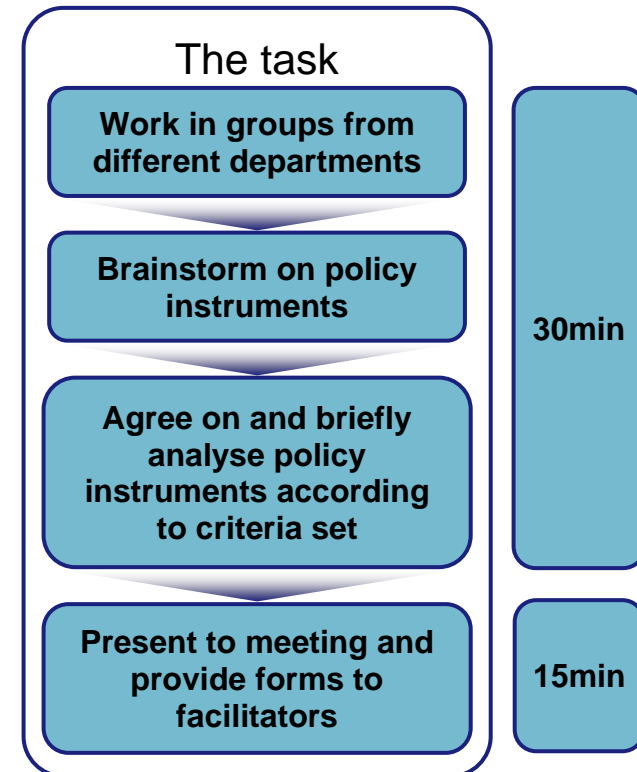 The task
Work in groups from
different departments
Brainstorm on policy
instruments
Agree on and briefly
analyse policy
instruments according
to criteria set
30min
Present to meeting and
provide forms to
facilitators
15min